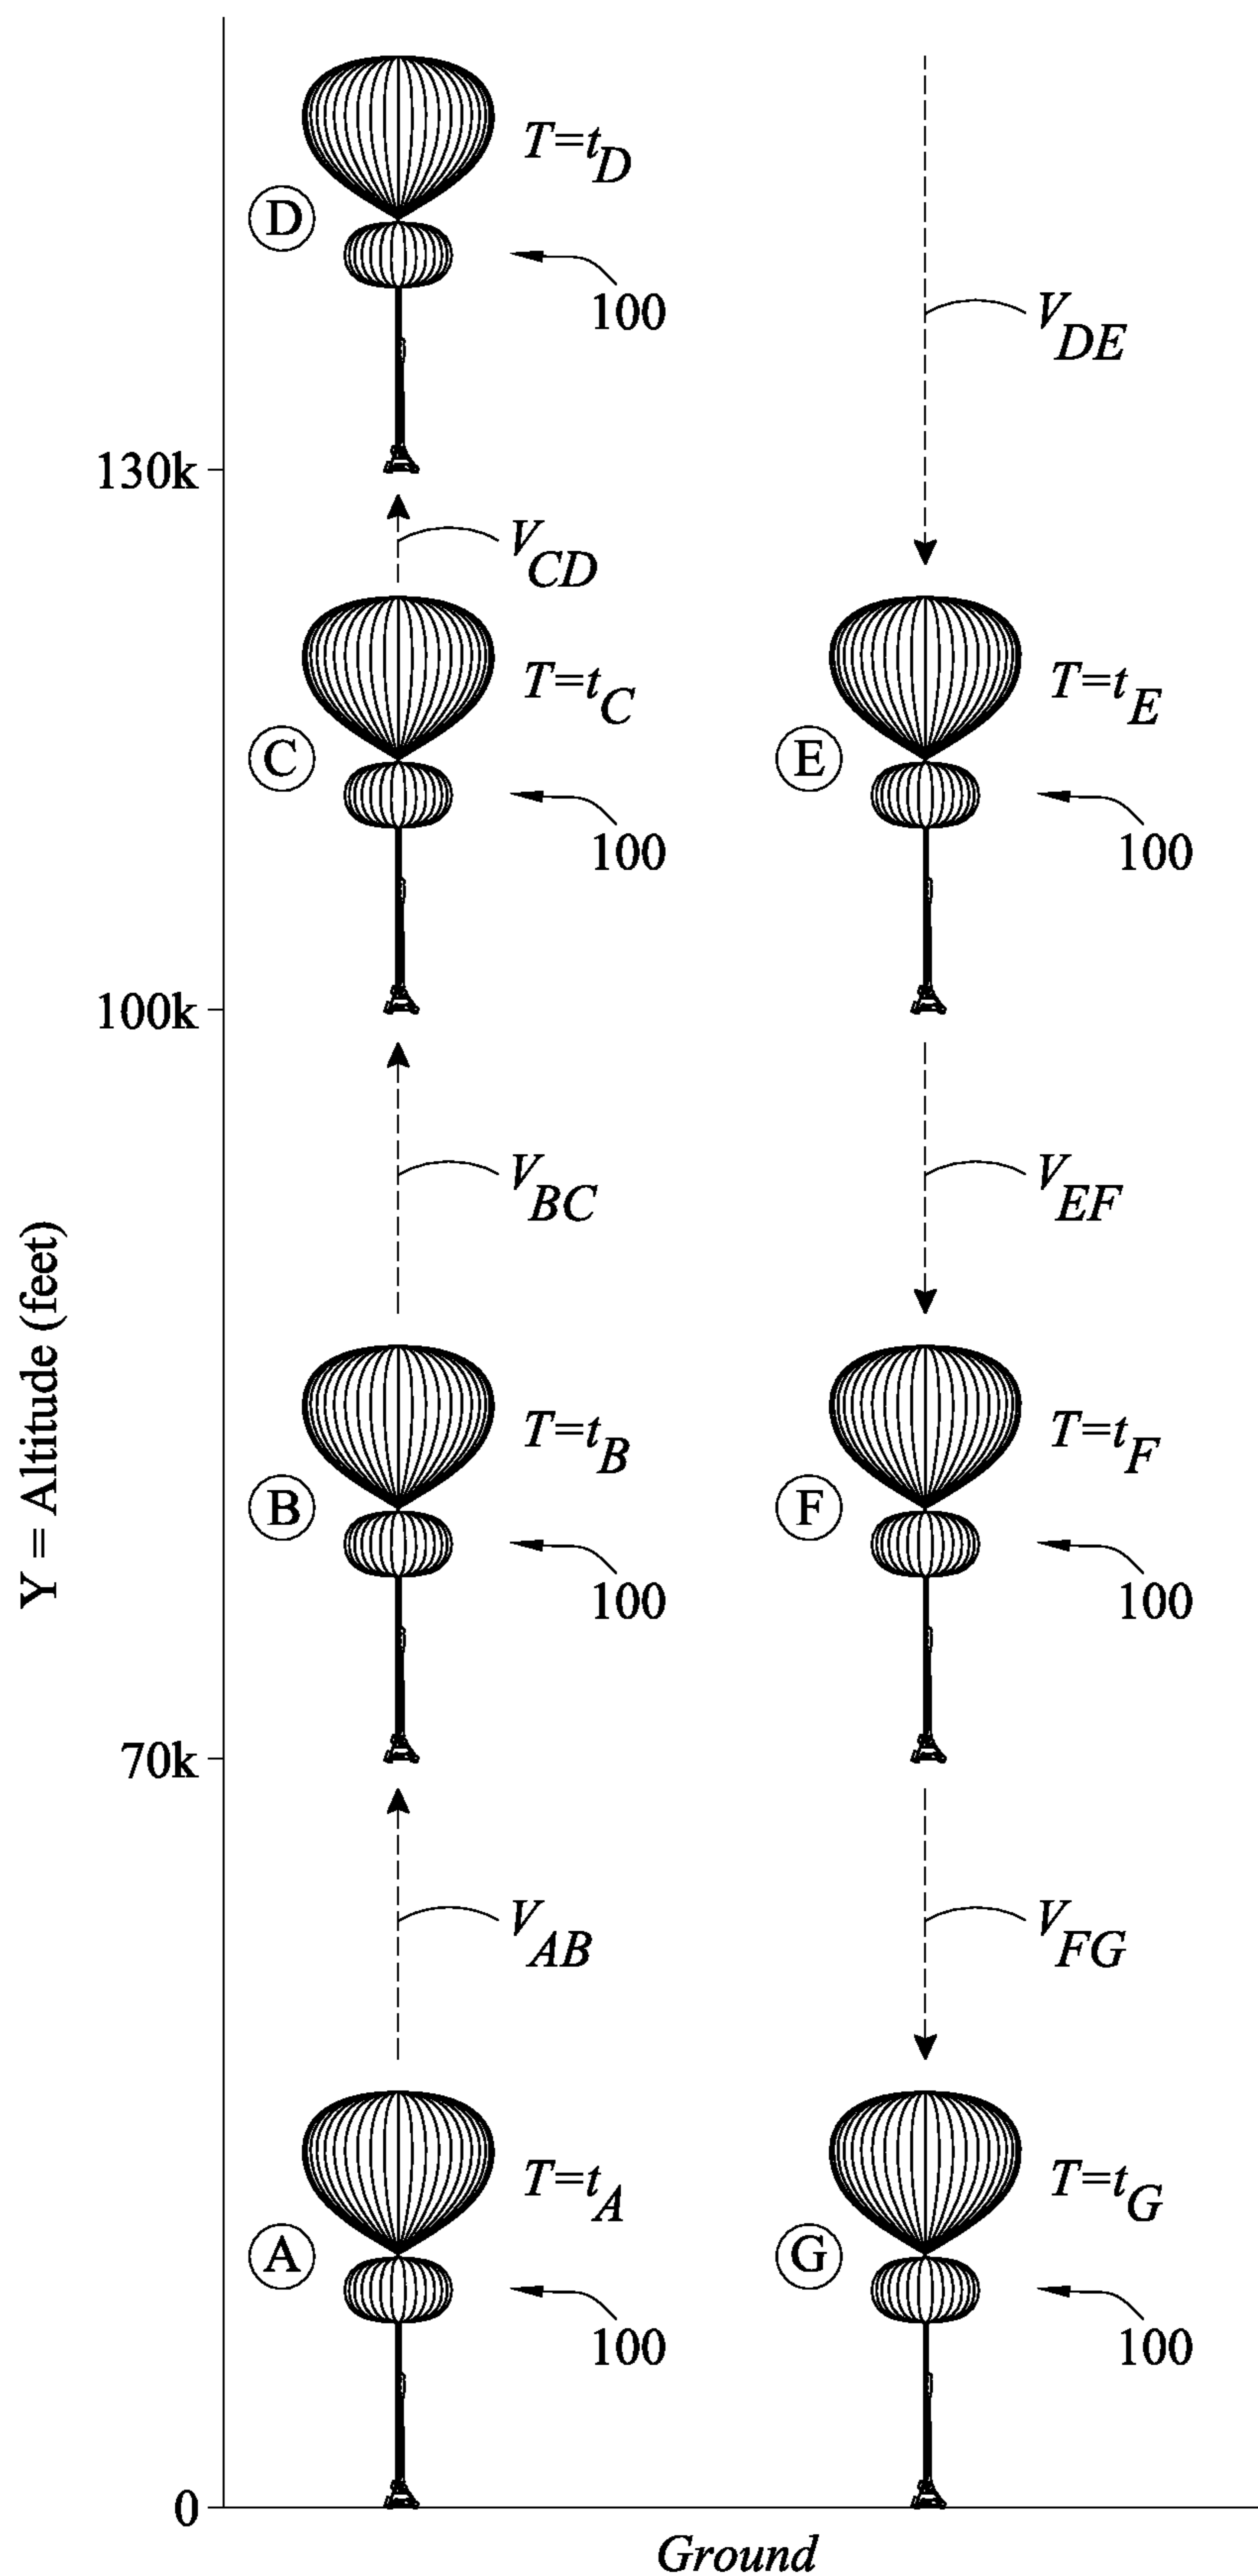 T=tD
D
100
VDE
130k
VCD
T=tC
T=tE
C
E
100
100
100k
VBC
VEF
Y = Altitude (feet)
T=tB
T=tF
B
F
100
100
70k
VAB
VFG
T=tA
T=tG
A
G
100
100
0
Ground